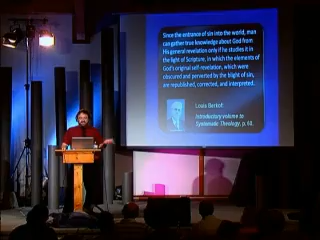 Since the entrance of sin into the world, man
can gather true knowledge about God from
His general revelation only if he studies it in
the light of Scripture, in which the elements of
God's original self-revelation, which were
obscured and perverted by the blight of sin,
are republished, corrected, and interpreted.
Louis Berkof:
Introductory volume to
Systematic Theology, p. 60.